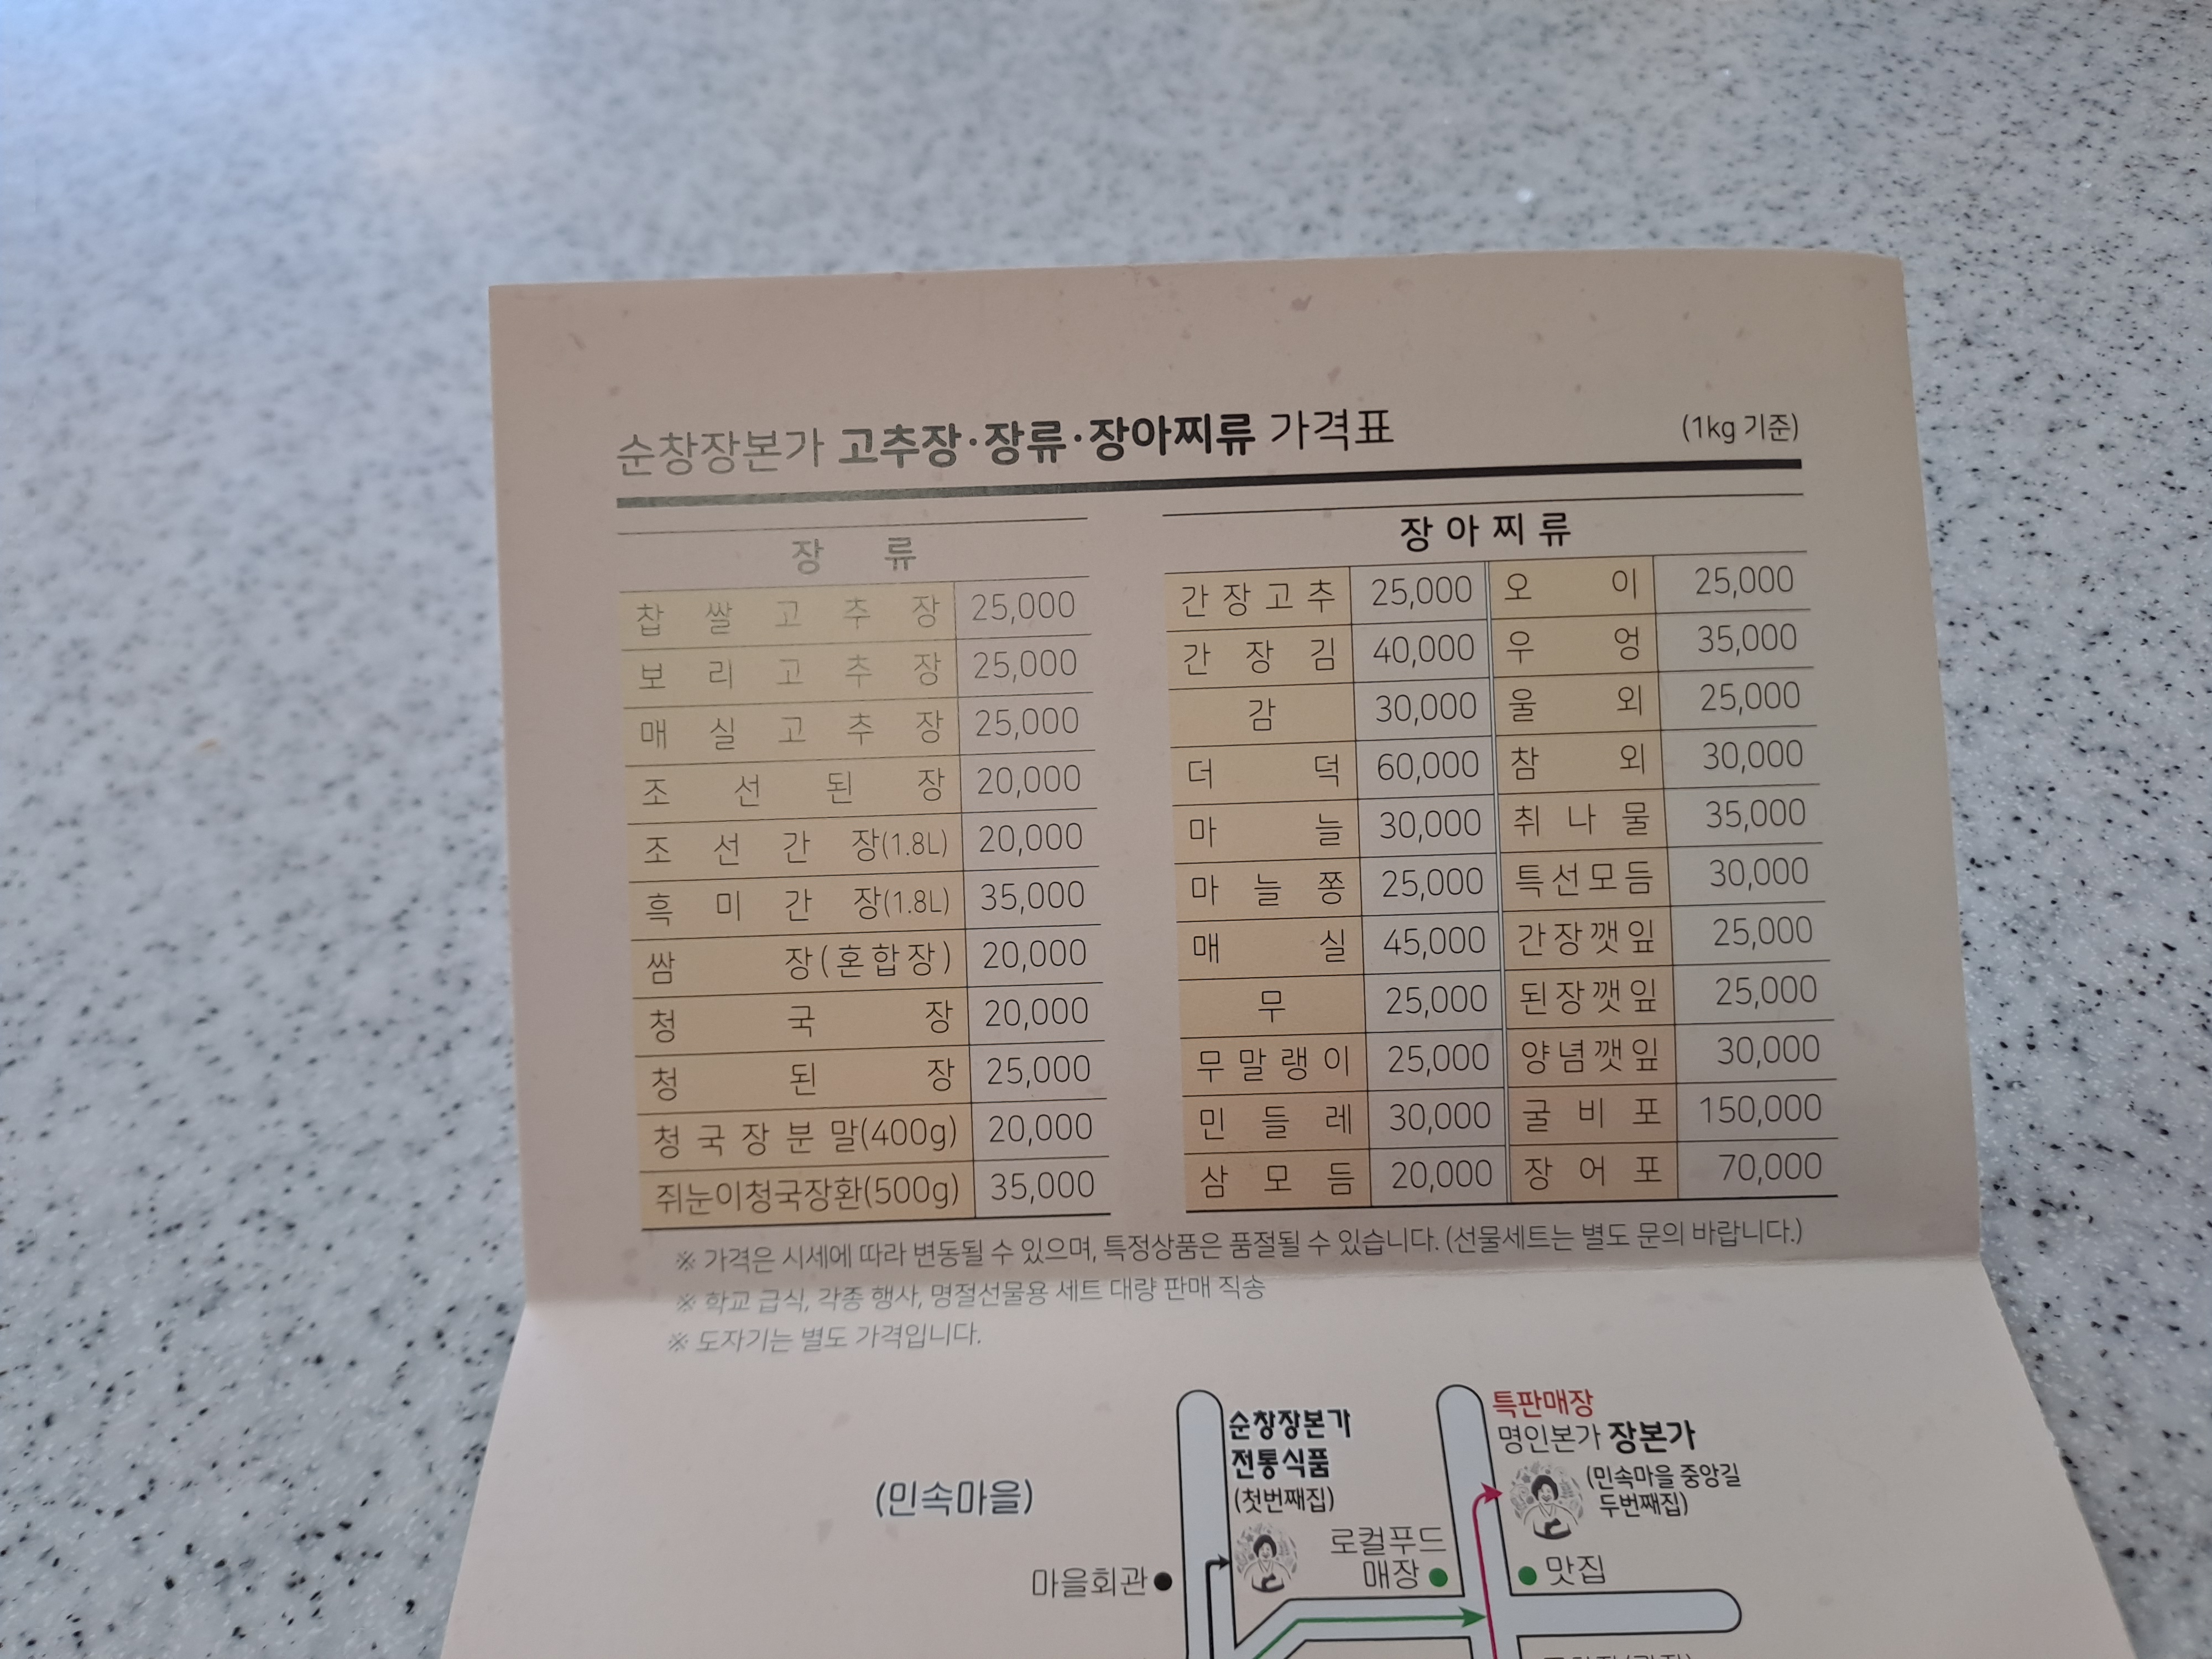 순창장본가 고추장·장류·장아찌류 가격표 (1kg 기준)
장 류
찹쌀고추장 25,000
보리고추장 25,000
매실고추장 25,000
조선된장 20,000
조선간장(1.8L) 20,000
흑미간장(1.8L) 35,000
쌈장(혼합장) 20,000
청국장 20,000
청된장 25,000
청국장분말(400g) 20,000
쥐눈이청국장환(500g) 35,000
장아찌류
간장고추 25,000 오이 25,000
간장김 40,000 우엉 35,000
감 30,000 울외 25,000
더덕 60,000 참외 30,000
마늘 30,000 취나물 35,000
마늘쫑 25,000 특선모듬 30,000
매실 45,000 간장깻잎 25,000
무 25,000 된장깻잎 25,000
무말랭이 25,000 양념깻잎 30,000
민들레 30,000 굴비포 150,000
삼모듬 20,000 장어포 70,000
※ 가격은 시세에 따라 변동될 수 있으며, 특정상품은 품절될 수 있습니다. (선물세트는 별도 문의 바랍니다.)
※ 학교 급식, 각종 행사, 명절선물용 세트 대량 판매 직송
※ 도자기는 별도 가격입니다.
순창장본가
전통식품
(첫번째집)
특판매장
명인본가 장본가
(민속마을 중앙길
두번째집)
(민속마을)
로컬푸드
매장
맛집
마을회관